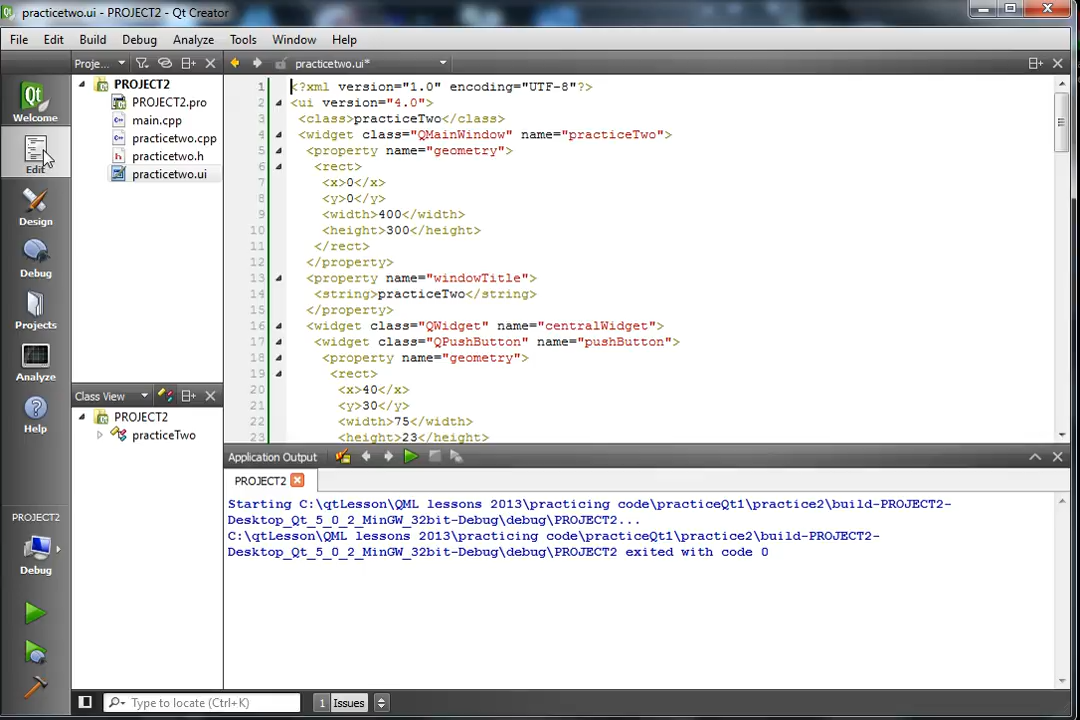 practicetwo.ui - PROJECT2 - Qt Creator
File Edit Build Debug Analyze Tools Window Help
Proje... practicetwo.ui*
Welcome
Edit
Design
Debug
Projects
Analyze
Help
PROJECT2
Debug
PROJECT2
PROJECT2.pro
main.cpp
practicetwo.cpp
practicetwo.h
practicetwo.ui
Class View
PROJECT2
practiceTwo
1 <?xml version="1.0" encoding="UTF-8"?>
2 <ui version="4.0">
3 <class>practiceTwo</class>
4 <widget class="QMainWindow" name="practiceTwo">
5 <property name="geometry">
6 <rect>
7 <x>0</x>
8 <y>0</y>
9 <width>400</width>
10 <height>300</height>
11 </rect>
12 </property>
13 <property name="windowTitle">
14 <string>practiceTwo</string>
15 </property>
16 <widget class="QWidget" name="centralWidget">
17 <widget class="QPushButton" name="pushButton">
18 <property name="geometry">
19 <rect>
20 <x>40</x>
21 <y>30</y>
22 <width>75</width>
23 <height>23</height>
Application Output
PROJECT2
Starting C:\qtLesson\QML lessons 2013\practicing code\practiceQt1\practice2\build-PROJECT2-
Desktop_Qt_5_0_2_MinGW_32bit-Debug\debug\PROJECT2...
C:\qtLesson\QML lessons 2013\practicing code\practiceQt1\practice2\build-PROJECT2-
Desktop_Qt_5_0_2_MinGW_32bit-Debug\debug\PROJECT2 exited with code 0
Type to locate (Ctrl+K) 1 Issues